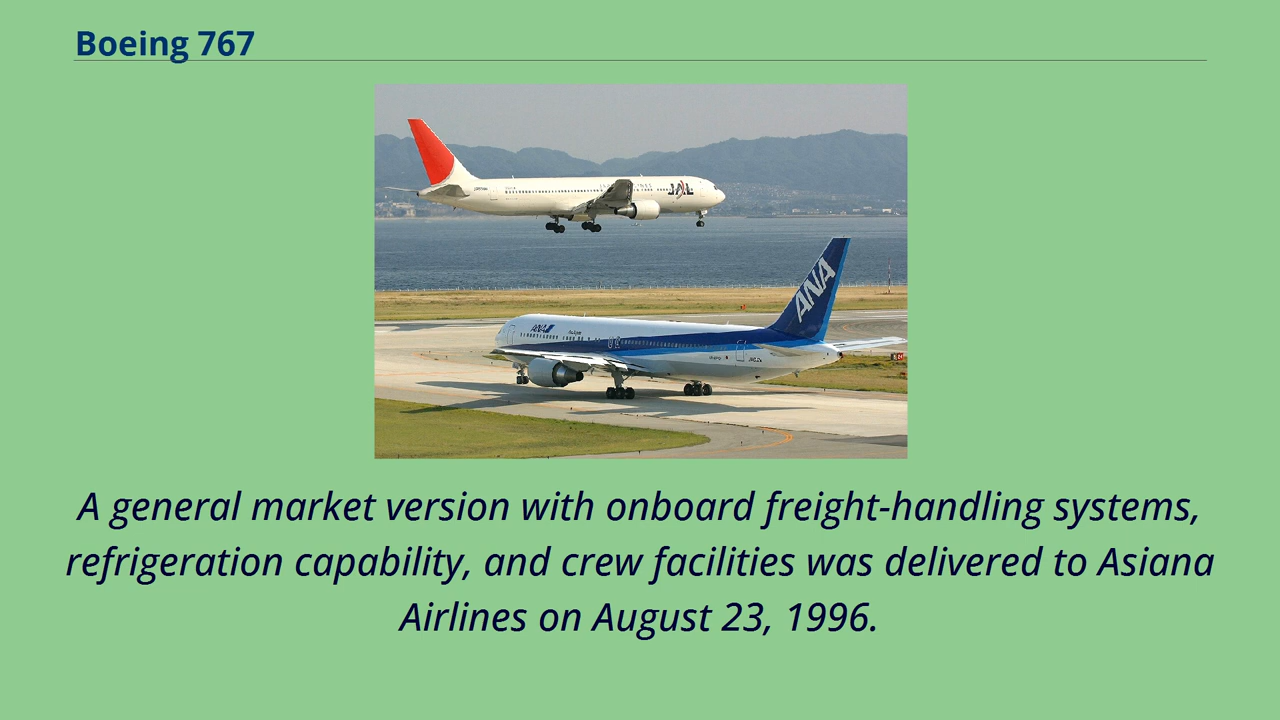 Boeing 767
JAL
ANA
ANA
A general market version with onboard freight-handling systems,
refrigeration capability, and crew facilities was delivered to Asiana
Airlines on August 23, 1996.